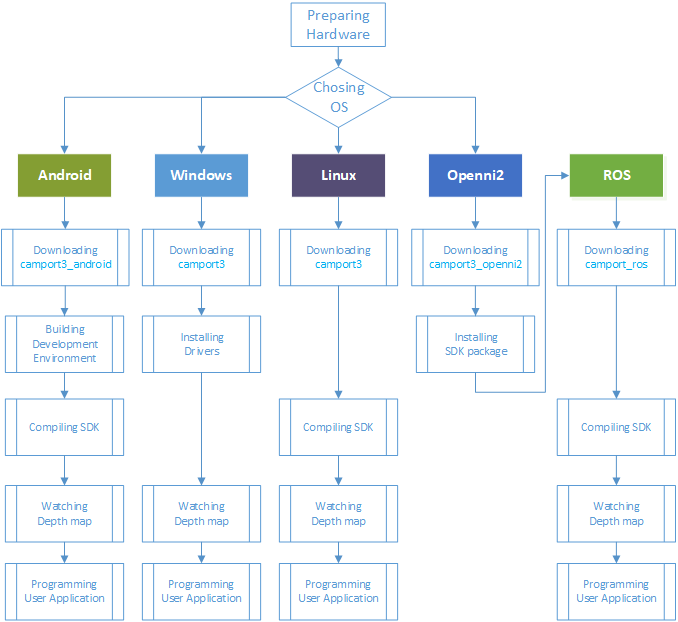 Preparing
Hardware
Chosing
OS
Android
Windows
Linux
Openni2
ROS
Downloading
camport3_android
Downloading
camport3
Downloading
camport3
Downloading
camport3_openni2
Downloading
camport_ros
Building
Development
Environment
Installing
Drivers
Installing
SDK package
Compiling SDK
Compiling SDK
Compiling SDK
Watching
Depth map
Watching
Depth map
Watching
Depth map
Watching
Depth map
Programming
User Application
Programming
User Application
Programming
User Application
Programming
User Application